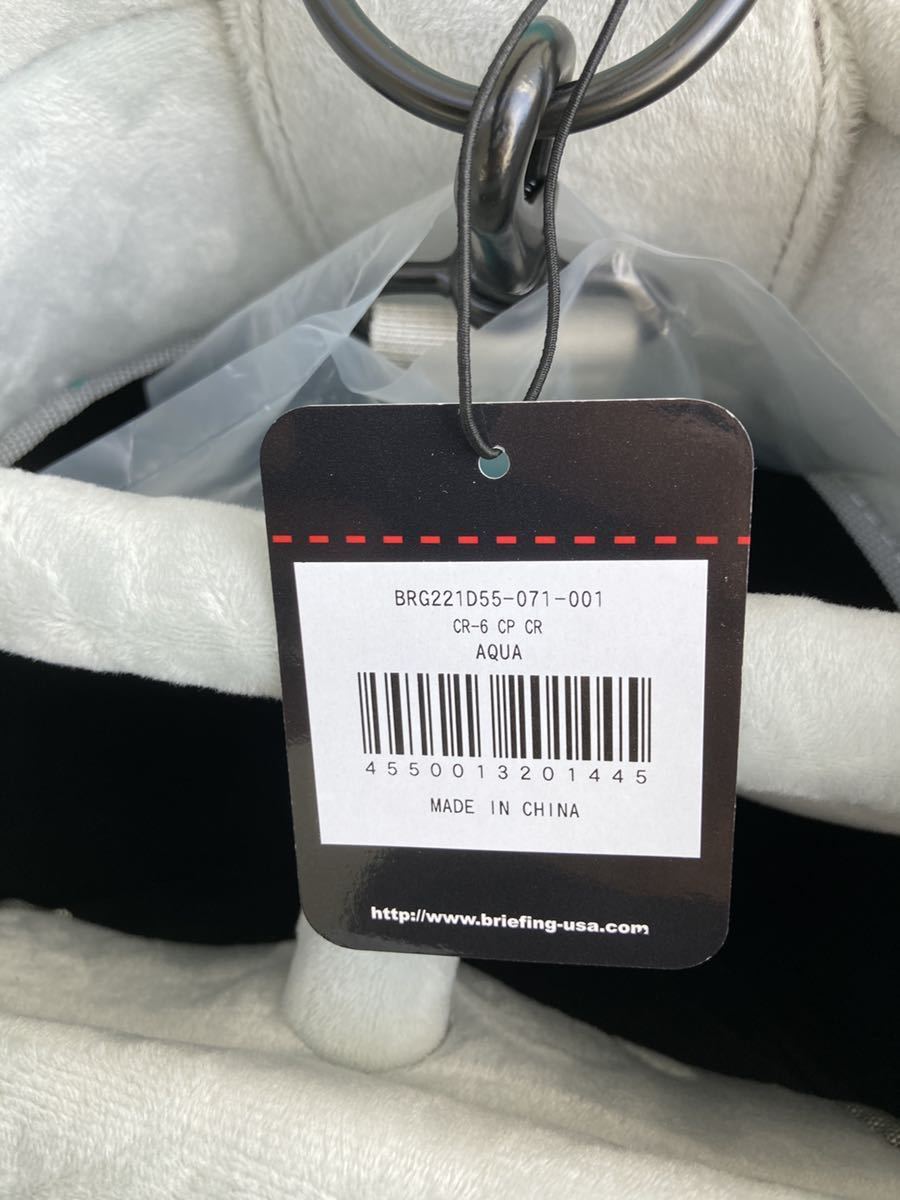 BRG221D55-071-001
CR-6 CP CR
AQUA
4550013201445
MADE IN CHINA
http://www.briefing-usa.com